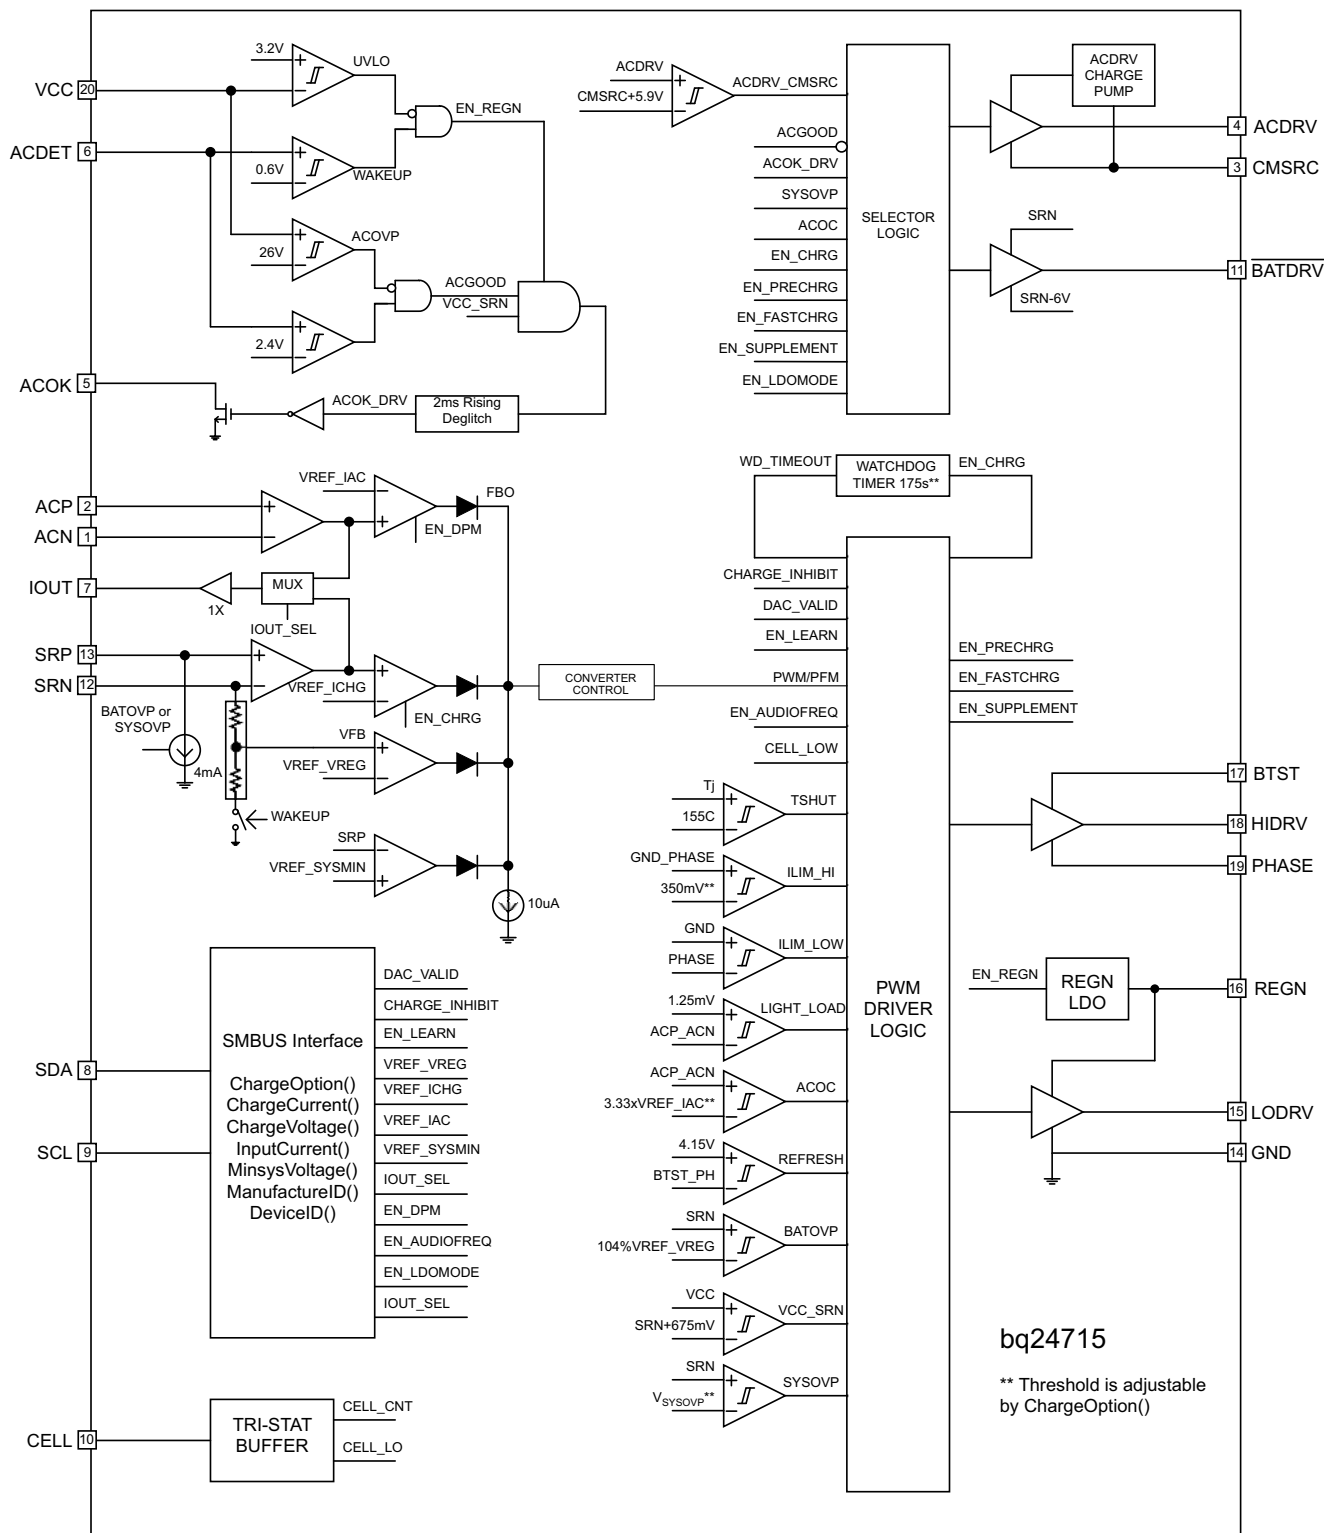 3.2V
UVLO
VCC
20
EN_REGN
ACDET
6
0.6V
WAKEUP
26V
ACOVP
ACGOOD
VCC_SRN
2.4V
ACOK
5
ACOK_DRV
2ms Rising
Deglitch
ACDRV
CMSRC+5.9V
ACDRV_CMSRC
ACGOOD
ACOK_DRV
SYSOVP
ACOC
EN_CHRG
EN_PRECHRG
EN_FASTCHRG
EN_SUPPLEMENT
EN_LDOMODE
SELECTOR
LOGIC
ACDRV
CHARGE
PUMP
4
ACDRV
3
CMSRC
SRN
11
BATDRV
SRN-6V
WD_TIMEOUT
WATCHDOG
TIMER 175s**
EN_CHRG
ACP
2
ACN
1
VREF_IAC
FBO
EN_DPM
IOUT
7
1X
MUX
IOUT_SEL
SRP
13
SRN
12
VREF_ICHG
EN_CHRG
BATOVP or
SYSOVP
4mA
VFB
VREF_VREG
WAKEUP
SRP
VREF_SYSMIN
10uA
CONVERTER
CONTROL
CHARGE_INHIBIT
DAC_VALID
EN_LEARN
PWM/PFM
EN_AUDIOFREQ
CELL_LOW
Tj
155C
TSHUT
GND_PHASE
350mV**
ILIM_HI
GND
PHASE
ILIM_LOW
1.25mV
ACP_ACN
LIGHT_LOAD
ACP_ACN
3.33xVREF_IAC**
ACOC
4.15V
BTST_PH
REFRESH
SRN
104%VREF_VREG
BATOVP
VCC
SRN+675mV
VCC_SRN
SRN
VSYSOVP**
SYSOVP
PWM
DRIVER
LOGIC
EN_PRECHRG
EN_FASTCHRG
EN_SUPPLEMENT
17
BTST
18
HIDRV
19
PHASE
EN_REGN
REGN
LDO
16
REGN
15
LODRV
14
GND
SDA
8
SCL
9
SMBUS Interface
ChargeOption()
ChargeCurrent()
ChargeVoltage()
InputCurrent()
MinsysVoltage()
ManufactureID()
DeviceID()
DAC_VALID
CHARGE_INHIBIT
EN_LEARN
VREF_VREG
VREF_ICHG
VREF_IAC
VREF_SYSMIN
IOUT_SEL
EN_DPM
EN_AUDIOFREQ
EN_LDOMODE
IOUT_SEL
CELL
10
TRI-STAT
BUFFER
CELL_CNT
CELL_LO
bq24715
** Threshold is adjustable
by ChargeOption()